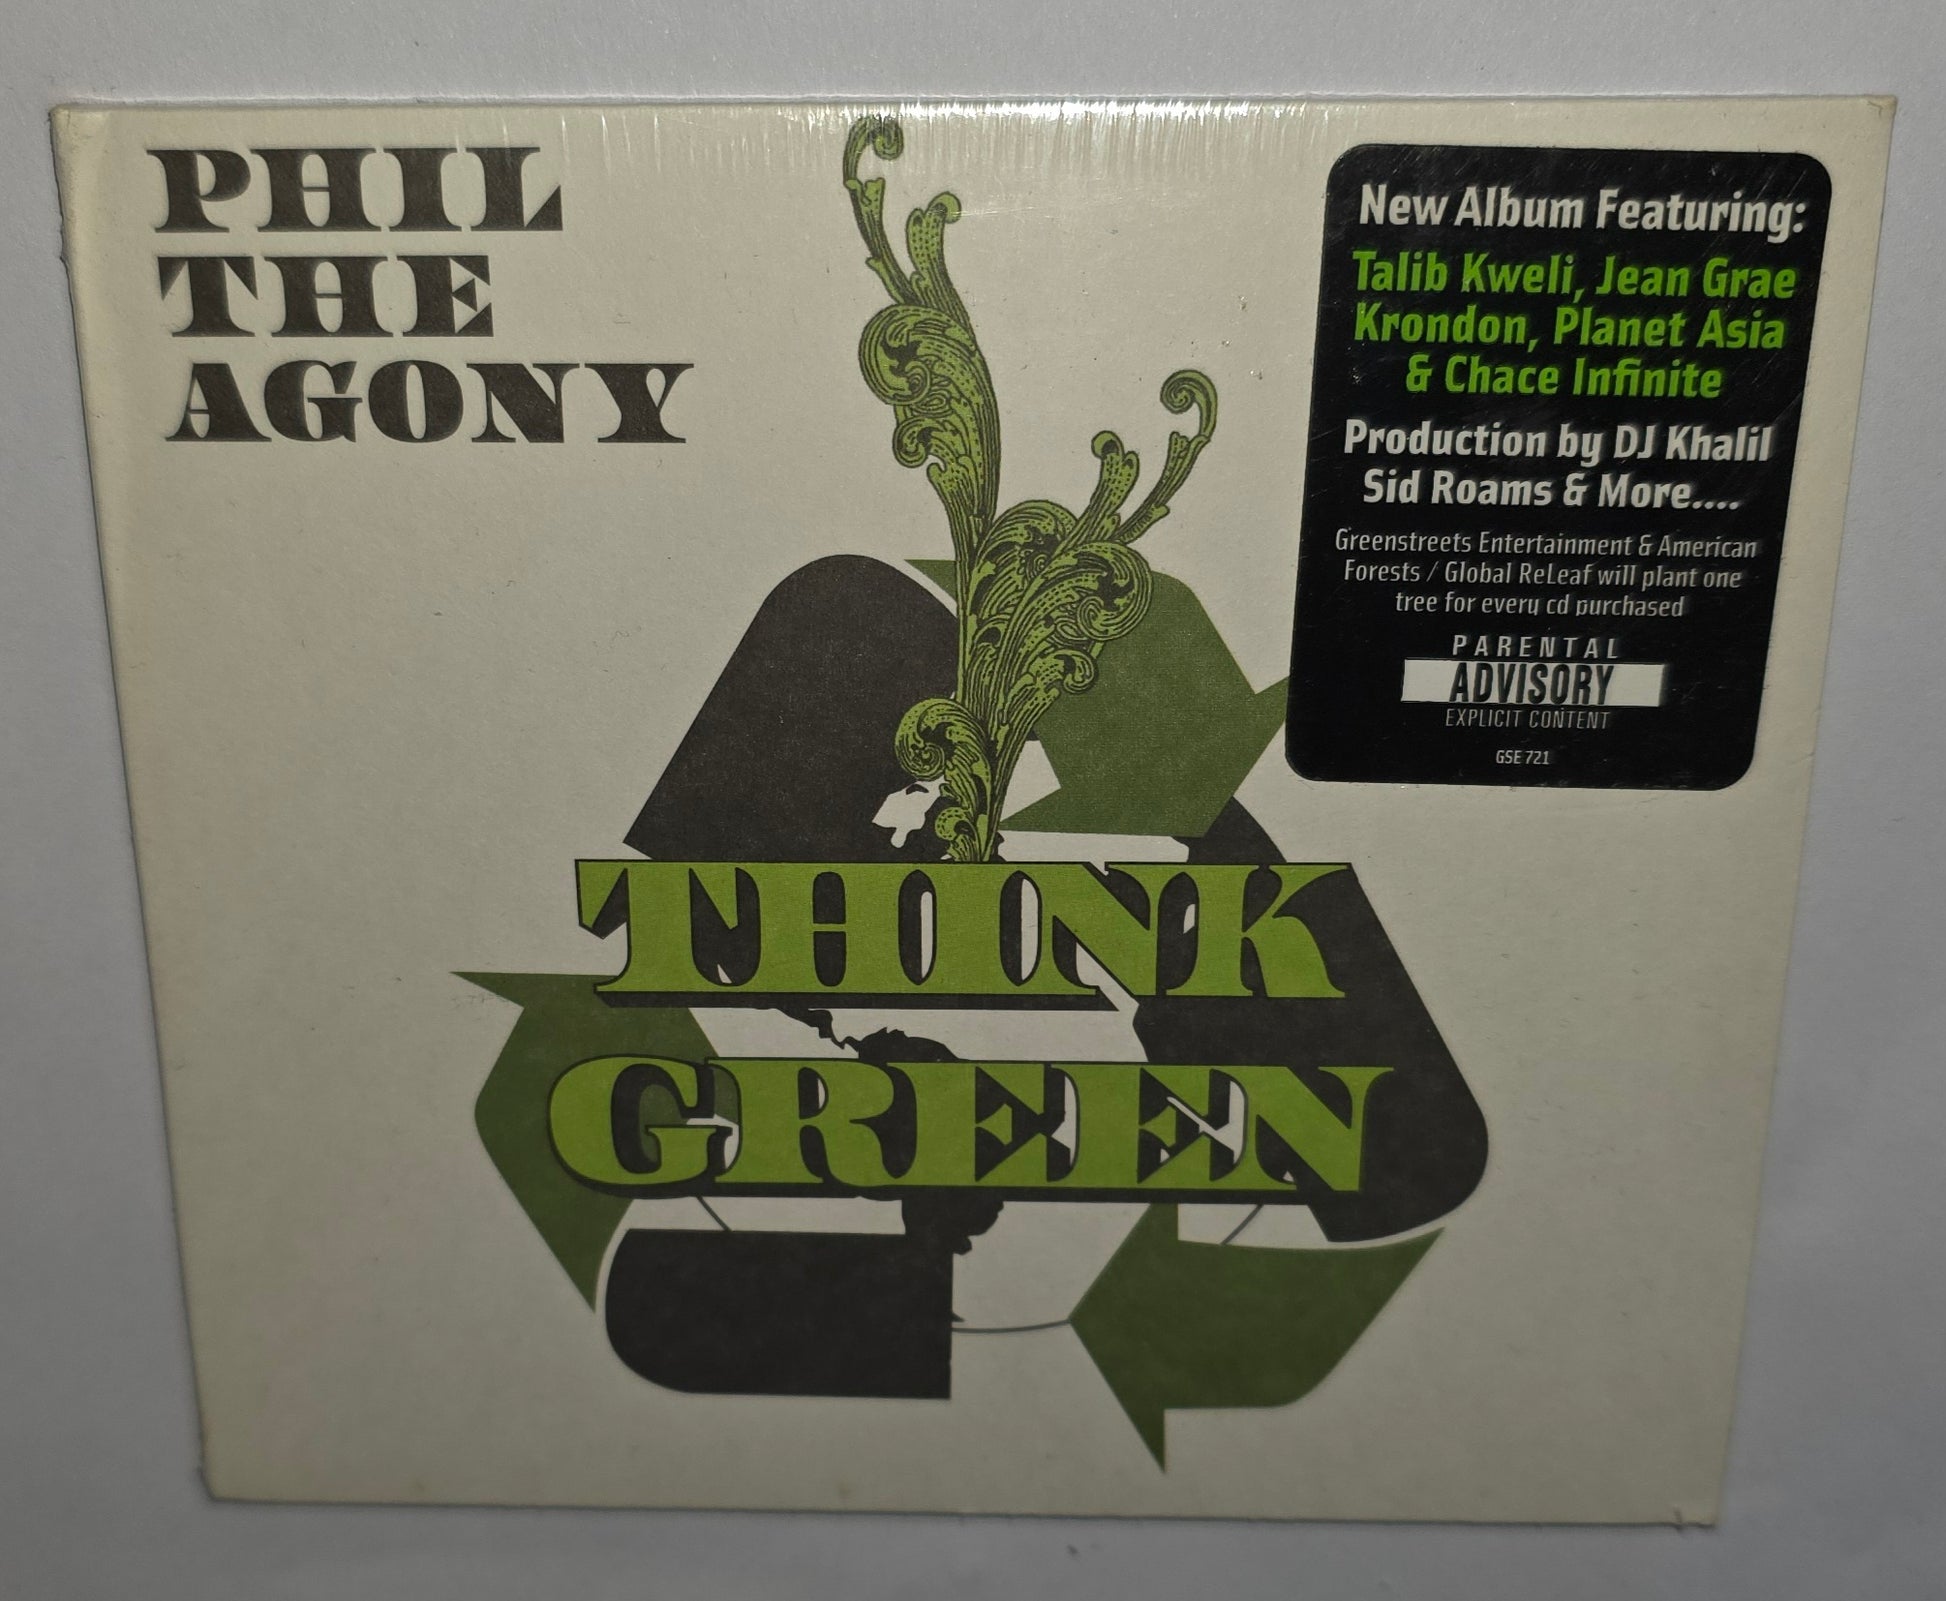 PHIL
THE
AGONY
New Album Featuring:
Talib Kweli, Jean Grae
Krondon, Planet Asia
& Chace Infinite
Production by DJ Khalil
Sid Roams & More....
Greenstreets Entertainment & American
Forests / Global ReLeaf will plant one
tree for every cd purchased
PARENTAL
ADVISORY
EXPLICIT CONTENT
GSE 721
THINK
GREEN